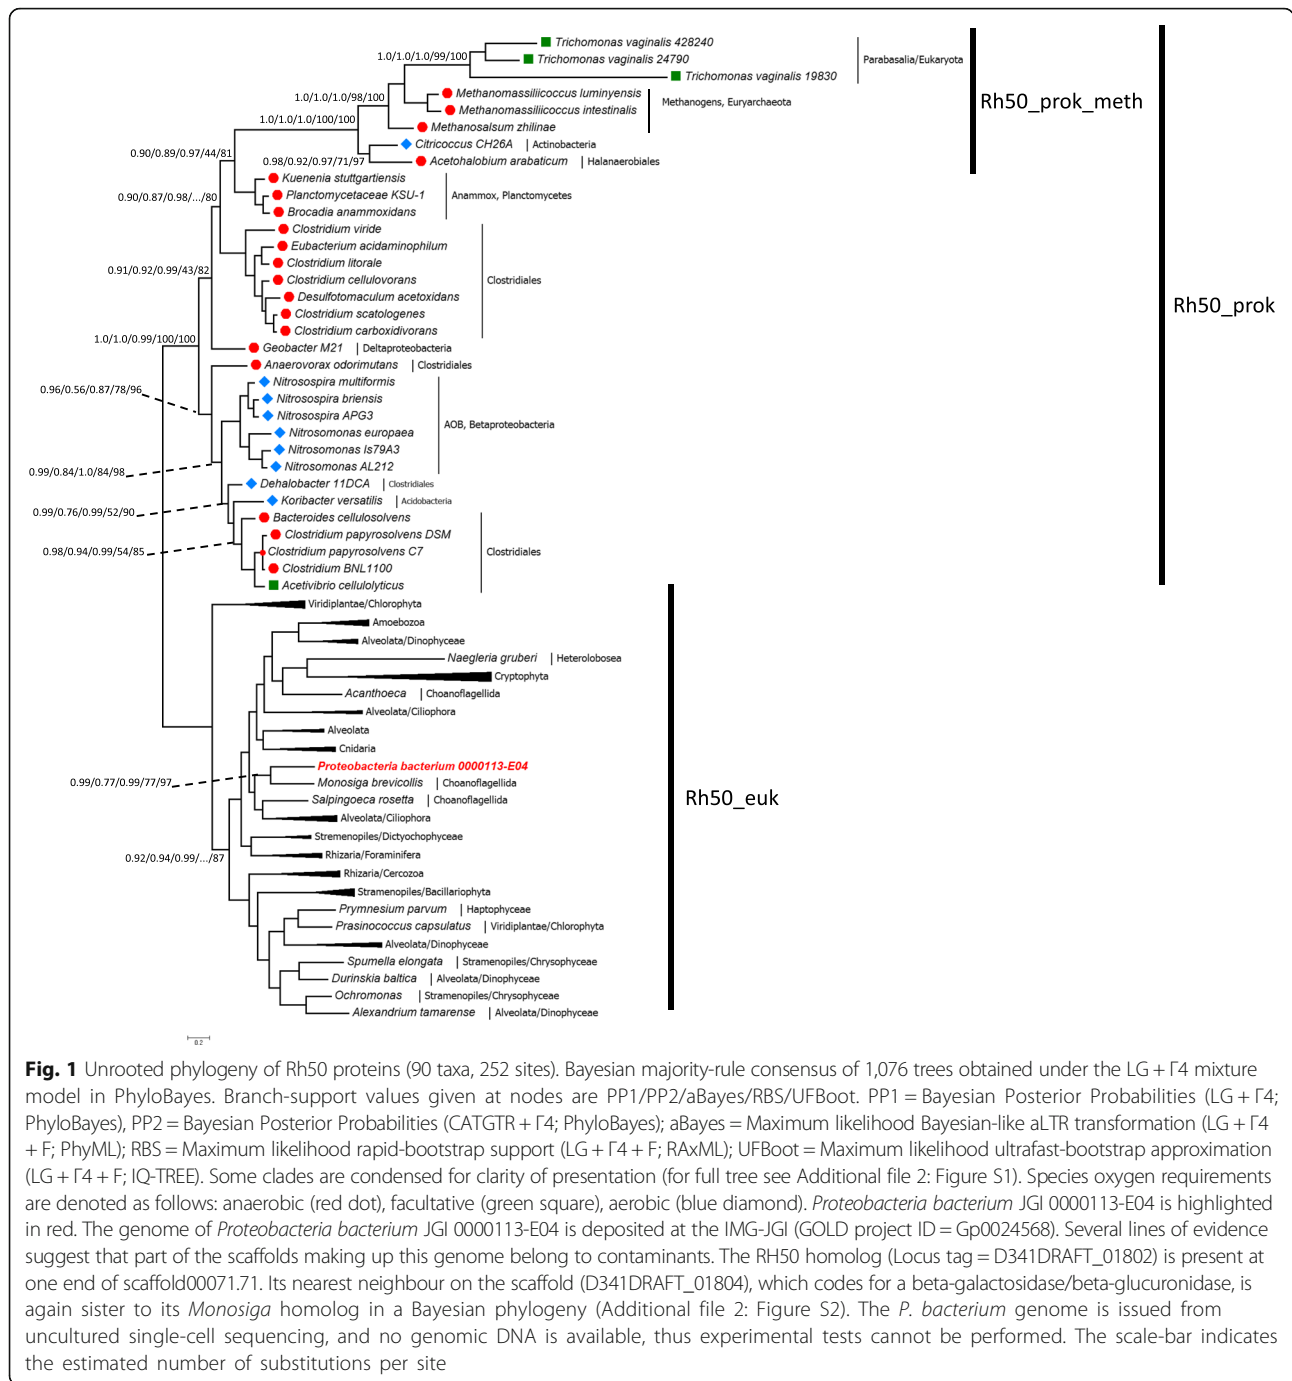 Trichomonas vaginalis 428240
1.0/1.0/1.0/99/100
Trichomonas vaginalis 24790
Parabasalia/Eukaryota
Trichomonas vaginalis 19830
1.0/1.0/1.0/98/100
Methanomassiliicoccus luminyensis
Methanogens, Euryarchaeota
Rh50_prok_meth
Methanomassiliicoccus intestinalis
1.0/1.0/1.0/100/100
Methanosalsum zhilinae
Citricoccus CH26A
Actinobacteria
0.90/0.89/0.97/44/81
0.98/0.92/0.97/71/97
Acetohalobium arabaticum
Halanaerobiales
Kuenenia stuttgartiensis
0.90/0.87/0.98/.../80
Planctomycetaceae KSU-1
Anammox, Planctomycetes
Brocadia anammoxidans
Clostridium viride
Eubacterium acidaminophilum
Clostridium litorale
0.91/0.92/0.99/43/82
Clostridium cellulovorans
Clostridiales
Desulfotomaculum acetoxidans
Rh50_prok
Clostridium scatologenes
Clostridium carboxidivorans
1.0/1.0/0.99/100/100
Geobacter M21
Deltaproteobacteria
Anaerovorax odorimutans
Clostridiales
Nitrosospira multiformis
0.96/0.56/0.87/78/96
Nitrosospira briensis
Nitrosospira APG3
AOB, Betaproteobacteria
Nitrosomonas europaea
Nitrosomonas Is79A3
Nitrosomonas AL212
0.99/0.84/1.0/84/98
Dehalobacter 11DCA
Clostridiales
Koribacter versatilis
Acidobacteria
0.99/0.76/0.99/52/90
Bacteroides cellulosolvens
Clostridium papyrosolvens DSM
0.98/0.94/0.99/54/85
Clostridium papyrosolvens C7
Clostridiales
Clostridium BNL1100
Acetivibrio cellulolyticus
Viridiplantae/Chlorophyta
Amoebozoa
Alveolata/Dinophyceae
Naegleria gruberi
Heterolobosea
Cryptophyta
Acanthoeca
Choanoflagellida
Alveolata/Ciliophora
Alveolata
Cnidaria
Proteobacteria bacterium 0000113-E04
0.99/0.77/0.99/77/97
Monosiga brevicollis
Choanoflagellida
Salpingoeca rosetta
Choanoflagellida
Rh50_euk
Alveolata/Ciliophora
Stremenopiles/Dictyochophyceae
0.92/0.94/0.99/.../87
Rhizaria/Foraminifera
Rhizaria/Cercozoa
Stramenopiles/Bacillariophyta
Prymnesium parvum
Haptophyceae
Prasinococcus capsulatus
Viridiplantae/Chlorophyta
Alveolata/Dinophyceae
Spumella elongata
Stramenopiles/Chrysophyceae
Durinskia baltica
Alveolata/Dinophyceae
Ochromonas
Stramenopiles/Chrysophyceae
Alexandrium tamarense
Alveolata/Dinophyceae
0.2
Fig. 1 Unrooted phylogeny of Rh50 proteins (90 taxa, 252 sites). Bayesian majority-rule consensus of 1,076 trees obtained under the LG + Γ4 mixture
model in PhyloBayes. Branch-support values given at nodes are PP1/PP2/aBayes/RBS/UFBoot. PP1 = Bayesian Posterior Probabilities (LG + Γ4;
PhyloBayes), PP2 = Bayesian Posterior Probabilities (CATGTR + Γ4; PhyloBayes); aBayes = Maximum likelihood Bayesian-like aLTR transformation (LG + Γ4
+ F; PhyML); RBS = Maximum likelihood rapid-bootstrap support (LG + Γ4 + F; RAxML); UFBoot = Maximum likelihood ultrafast-bootstrap approximation
(LG + Γ4 + F; IQ-TREE). Some clades are condensed for clarity of presentation (for full tree see Additional file 2: Figure S1). Species oxygen requirements
are denoted as follows: anaerobic (red dot), facultative (green square), aerobic (blue diamond). Proteobacteria bacterium JGI 0000113-E04 is highlighted
in red. The genome of Proteobacteria bacterium JGI 0000113-E04 is deposited at the IMG-JGI (GOLD project ID = Gp0024568). Several lines of evidence
suggest that part of the scaffolds making up this genome belong to contaminants. The RH50 homolog (Locus tag = D341DRAFT_01802) is present at
one end of scaffold00071.71. Its nearest neighbour on the scaffold (D341DRAFT_01804), which codes for a beta-galactosidase/beta-glucuronidase, is
again sister to its Monosiga homolog in a Bayesian phylogeny (Additional file 2: Figure S2). The P. bacterium genome is issued from
uncultured single-cell sequencing, and no genomic DNA is available, thus experimental tests cannot be performed. The scale-bar indicates
the estimated number of substitutions per site